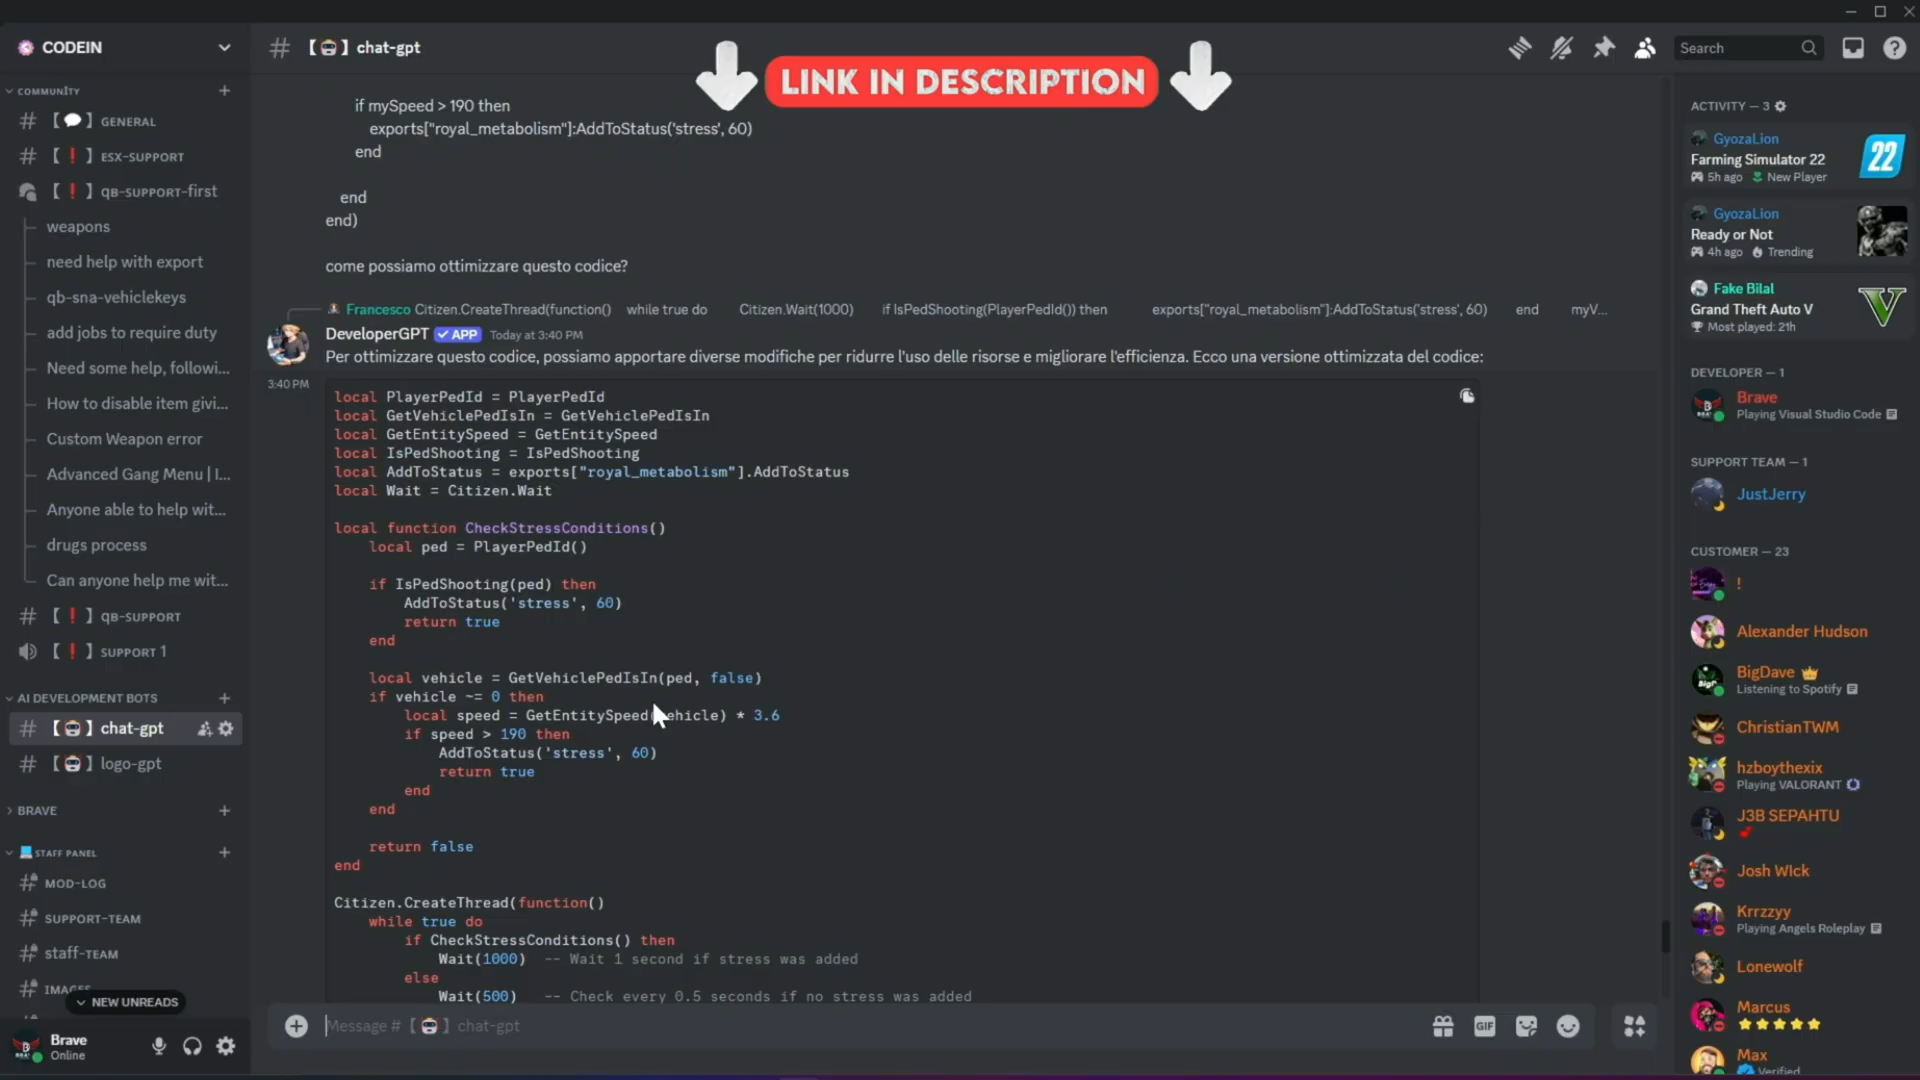 CODEIN
COMMUNITY
# 【💬】GENERAL
# 【❗】ESX-SUPPORT
【❗】QB-SUPPORT-first
weapons
need help with export
qb-sna-vehiclekeys
add jobs to require duty
Need some help, followi...
How to disable item givi...
Custom Weapon error
Advanced Gang Menu | I...
Anyone able to help wit...
drugs process
Can anyone help me wit...
# 【❗】QB-SUPPORT
【❗】SUPPORT 1
AI DEVELOPMENT BOTS
# 【🤖】chat-gpt
# 【🤖】logo-gpt
BRAVE
STAFF PANEL
MOD-LOG
SUPPORT-TEAM
staff-TEAM
NEW UNREADS
Brave
Online
# 【🤖】chat-gpt
LINK IN DESCRIPTION
Search
if mySpeed > 190 then
exports["royal_metabolism"]:AddToStatus('stress', 60)
end
end
end)
come possiamo ottimizzare questo codice?
Francesco Citizen.CreateThread(function() while true do Citizen.Wait(1000) if IsPedShooting(PlayerPedId()) then exports["royal_metabolism"]:AddToStatus('stress', 60) end myV...
DeveloperGPT ✓ APP Today at 3:40 PM
Per ottimizzare questo codice, possiamo apportare diverse modifiche per ridurre l'uso delle risorse e migliorare l'efficienza. Ecco una versione ottimizzata del codice:
3:40 PM
local PlayerPedId = PlayerPedId
local GetVehiclePedIsIn = GetVehiclePedIsIn
local GetEntitySpeed = GetEntitySpeed
local IsPedShooting = IsPedShooting
local AddToStatus = exports["royal_metabolism"].AddToStatus
local Wait = Citizen.Wait
local function CheckStressConditions()
local ped = PlayerPedId()
if IsPedShooting(ped) then
AddToStatus('stress', 60)
return true
end
local vehicle = GetVehiclePedIsIn(ped, false)
if vehicle ~= 0 then
local speed = GetEntitySpeed(vehicle) * 3.6
if speed > 190 then
AddToStatus('stress', 60)
return true
end
end
return false
end
Citizen.CreateThread(function()
while true do
if CheckStressConditions() then
Wait(1000) -- Wait 1 second if stress was added
else
Wait(500) -- Check every 0.5 seconds if no stress was added
Message # 【🤖】chat-gpt
GIF
ACTIVITY — 3
GyozaLion
Farming Simulator 22
5h ago New Player
22
GyozaLion
Ready or Not
4h ago Trending
Fake Bilal
Grand Theft Auto V
Most played: 21h
V
DEVELOPER — 1
Brave
Playing Visual Studio Code
SUPPORT TEAM — 1
JustJerry
CUSTOMER — 23
!
Alexander Hudson
BigDave
Listening to Spotify
ChristianTWM
hzboythexix
Playing VALORANT
J3B SEPAHTU
Josh WIck
Krrzzyy
Playing Angels Roleplay
Lonewolf
Marcus
Max
Verified